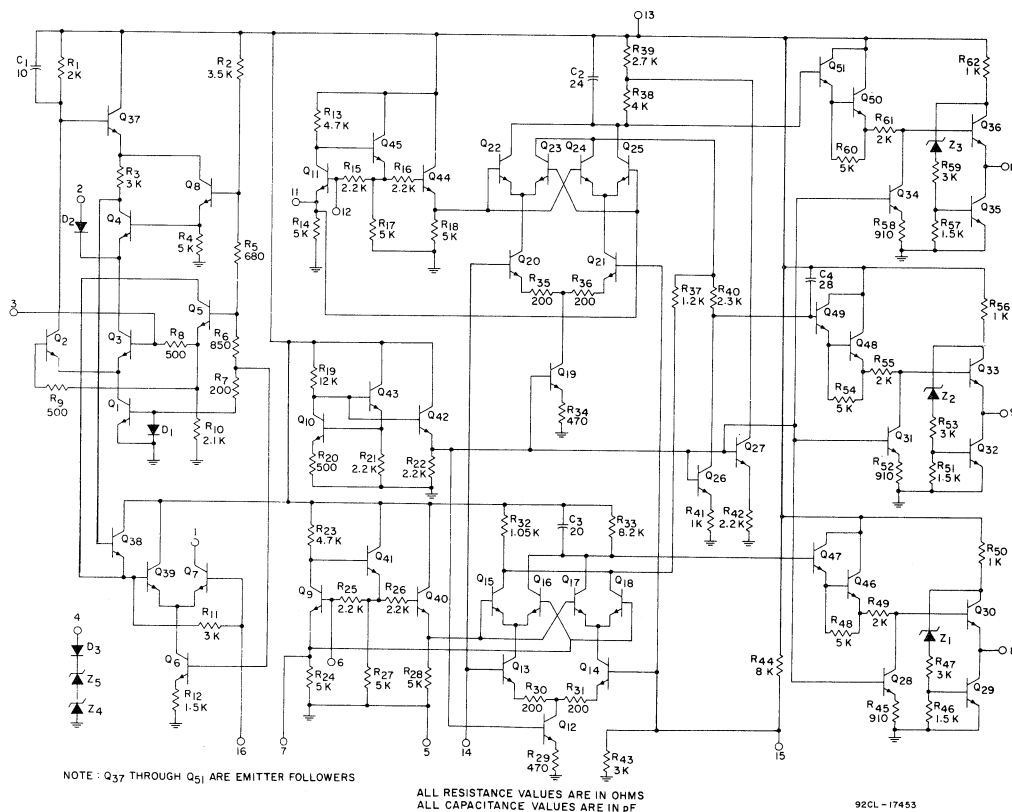 13
C1
10
R1
2K
R2
3.5K
Q37
R3
3K
2
D2
Q4
Q8
R4
5K
R5
680
3
Q2
Q3
R8
500
Q5
R6
850
R7
200
R9
500
Q1
D1
R10
2.1K
Q38
1
Q39
Q7
R11
3K
4
D3
Z5
Z4
Q6
R12
1.5K
16
R13
4.7K
Q45
Q11
R15
2.2K
R16
2.2K
Q44
11
12
R14
5K
R17
5K
R18
5K
C2
24
R39
2.7K
R38
4K
Q22
Q23
Q24
Q25
Q20
Q21
R35
200
R36
200
R37
1.2K
R40
2.3K
R19
12K
Q43
Q42
Q10
R20
500
R21
2.2K
R22
2.2K
Q19
R34
470
Q26
Q27
R41
1K
R42
2.2K
R23
4.7K
Q41
Q9
R25
2.2K
R26
2.2K
Q40
6
R24
5K
R27
5K
R28
5K
7
5
R32
1.05K
C3
20
R33
8.2K
Q15
Q16
Q17
Q18
Q13
Q14
R30
200
R31
200
Q12
R29
470
14
R43
3K
R44
8K
15
Q51
Q50
R61
2K
R60
5K
R62
1K
Q36
Z3
R59
3K
Q34
R58
910
R57
1.5K
Q35
C4
28
Q49
Q48
R55
2K
R54
5K
R56
1K
Q33
Z2
R53
3K
9
Q31
R52
910
R51
1.5K
Q32
Q47
Q46
R49
2K
R48
5K
R50
1K
Q30
Z1
R47
3K
8
Q28
R45
910
R46
1.5K
Q29
NOTE : Q37 THROUGH Q51 ARE EMITTER FOLLOWERS
ALL RESISTANCE VALUES ARE IN OHMS
ALL CAPACITANCE VALUES ARE IN pF
92CL-17453